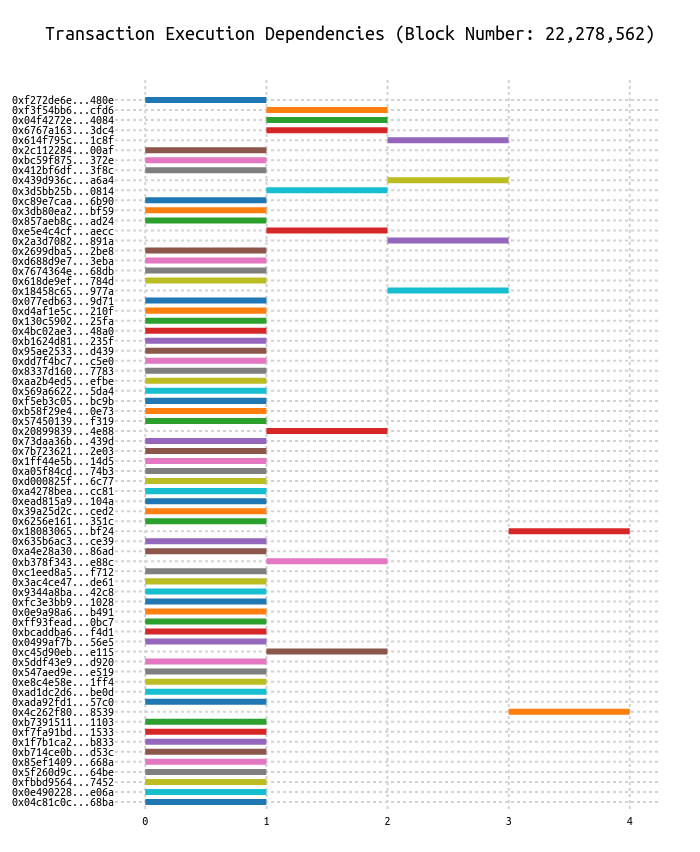 Transaction Execution Dependencies (Block Number: 22,278,562)
0xf272de6e...480e
0xf3f54bb6...cfd6
0x04f4272e...4084
0x6767a163...3dc4
0x614f795c...1c8f
0x2c112284...00af
0xbc59f875...372e
0x412bf6df...3f8c
0x439d936c...a6a4
0x3d5bb25b...0814
0xc89e7caa...6b90
0x3db80ea2...bf59
0x857aeb8c...ad24
0xe5e4c4cf...aecc
0x2a3d7082...891a
0x2699dba5...2be8
0xd688d9e7...3eba
0x7674364e...68db
0x618de9ef...784d
0x18458c65...977a
0x077edb63...9d71
0xd4af1e5c...210f
0x130c5902...25fa
0x4bc02ae3...48a0
0xb1624d81...235f
0x95ae2533...d439
0xdd7f4bc7...c5e0
0x8337d160...7783
0xaa2b4ed5...efbe
0x569a6622...5da4
0xf5eb3c05...bc9b
0xb58f29e4...0e73
0x57450139...f319
0x20899839...4e88
0x73daa36b...439d
0x7b723621...2e03
0x1ff44e5b...14d5
0xa05f84cd...74b3
0xd000825f...6c77
0xa4278bea...cc81
0xead815a9...104a
0x39a25d2c...ced2
0x6256e161...351c
0x18083065...bf24
0x635b6ac3...ce39
0xa4e28a30...86ad
0xb378f343...e88c
0xc1eed8a5...f712
0x3ac4ce47...de61
0x9344a8ba...42c8
0xfc3e3bb9...1028
0x0e9a98a6...b491
0xff93fead...0bc7
0xbcaddba6...f4d1
0x0499af7b...56e5
0xc45d90eb...e115
0x5ddf43e9...d920
0x547aed9e...e519
0xe8c4e58e...1ff4
0xad1dc2d6...be0d
0xada92fd1...57c0
0x4c262f80...8539
0xb7391511...1103
0xf7fa91bd...1533
0x1f7b1ca2...b833
0xb714ce0b...d53c
0x85ef1409...668a
0x5f260d9c...64be
0xfbbd9564...7452
0x0e490228...e06a
0x04c81c0c...68ba
0 1 2 3 4